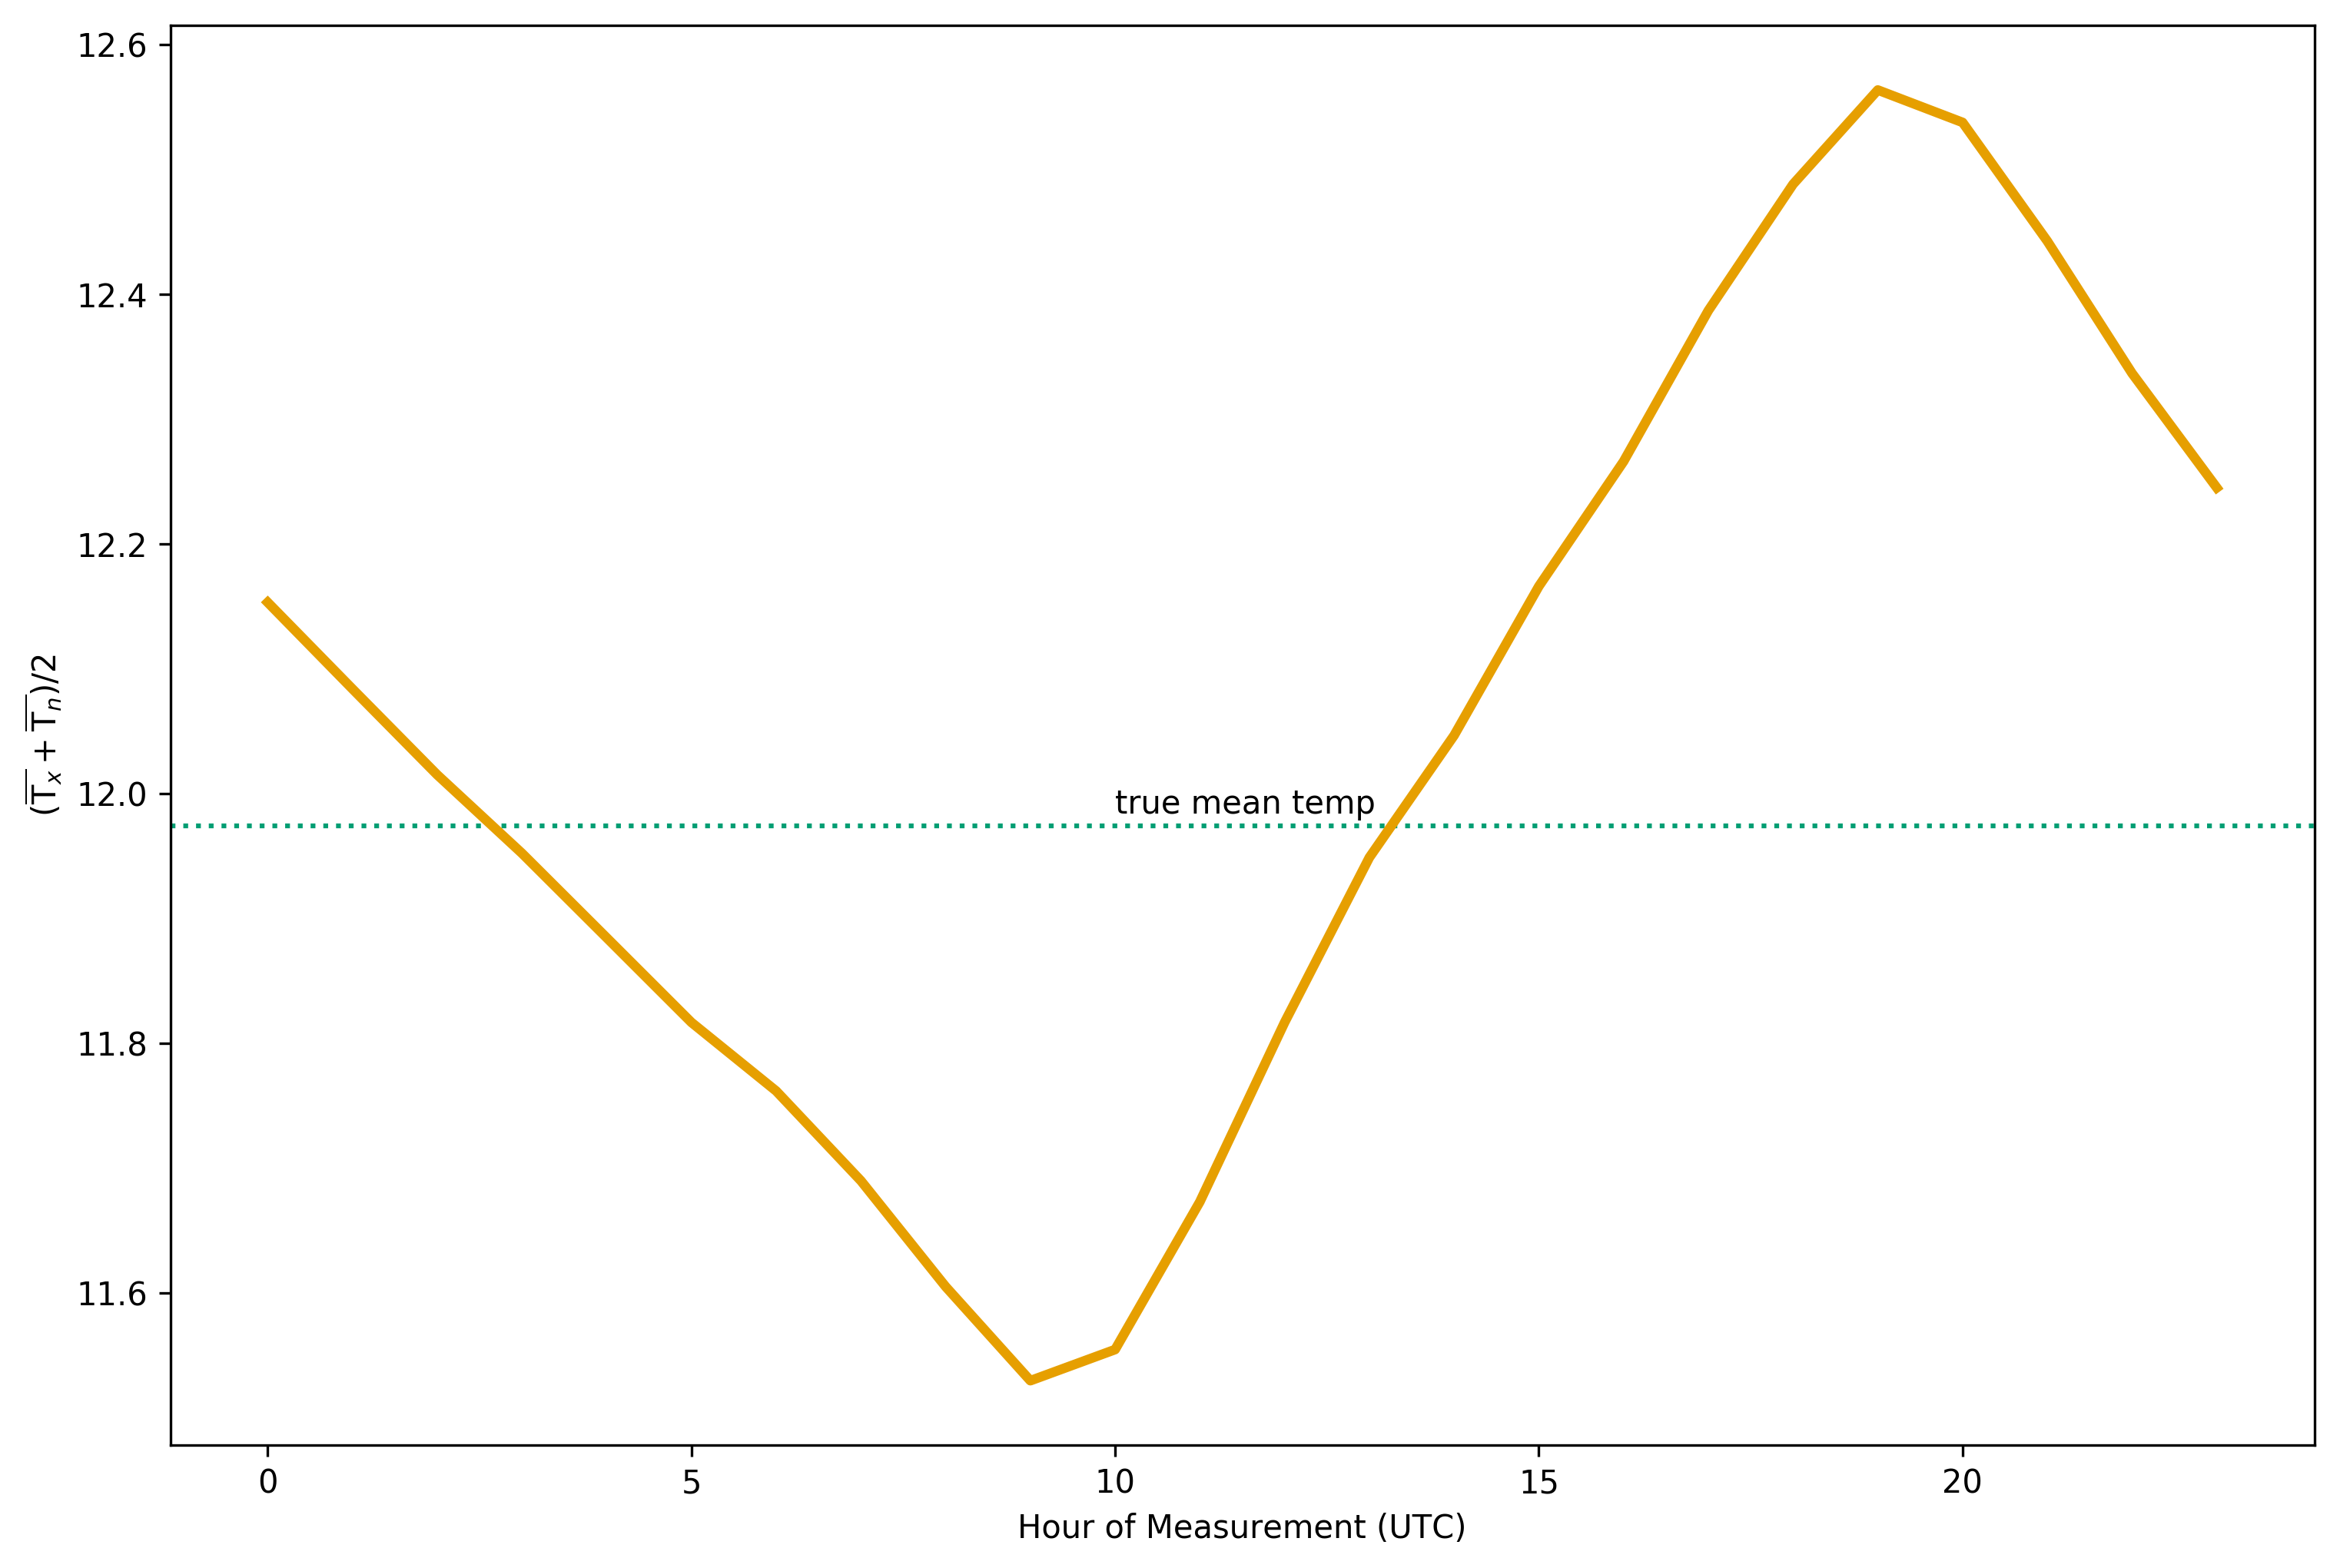 12.6
12.4
12.2
12.0
11.8
11.6
(T̅ₓ + T̅ₙ)/2
true mean temp
0 5 10 15 20
Hour of Measurement (UTC)